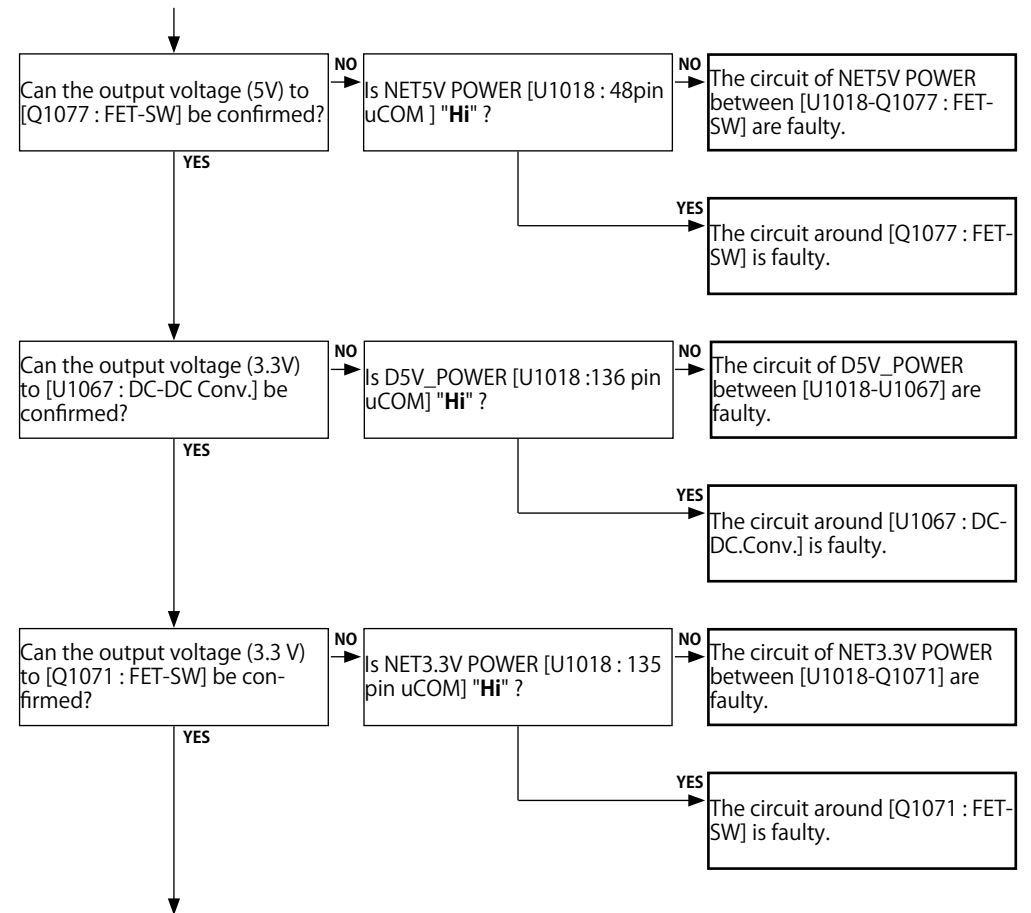 Can the output voltage (5V) to
[Q1077 : FET-SW] be confirmed?
NO
Is NET5V POWER [U1018 : 48pin
uCOM ] "Hi" ?
NO
The circuit of NET5V POWER
between [U1018-Q1077 : FET-
SW] are faulty.
YES
YES
The circuit around [Q1077 : FET-
SW] is faulty.
Can the output voltage (3.3V)
to [U1067 : DC-DC Conv.] be
confirmed?
NO
Is D5V_POWER [U1018 :136 pin
uCOM] "Hi" ?
NO
The circuit of D5V_POWER
between [U1018-U1067] are
faulty.
YES
YES
The circuit around [U1067 : DC-
DC.Conv.] is faulty.
Can the output voltage (3.3 V)
to [Q1071 : FET-SW] be con-
firmed?
NO
Is NET3.3V POWER [U1018 : 135
pin uCOM] "Hi" ?
NO
The circuit of NET3.3V POWER
between [U1018-Q1071] are
faulty.
YES
YES
The circuit around [Q1071 : FET-
SW] is faulty.